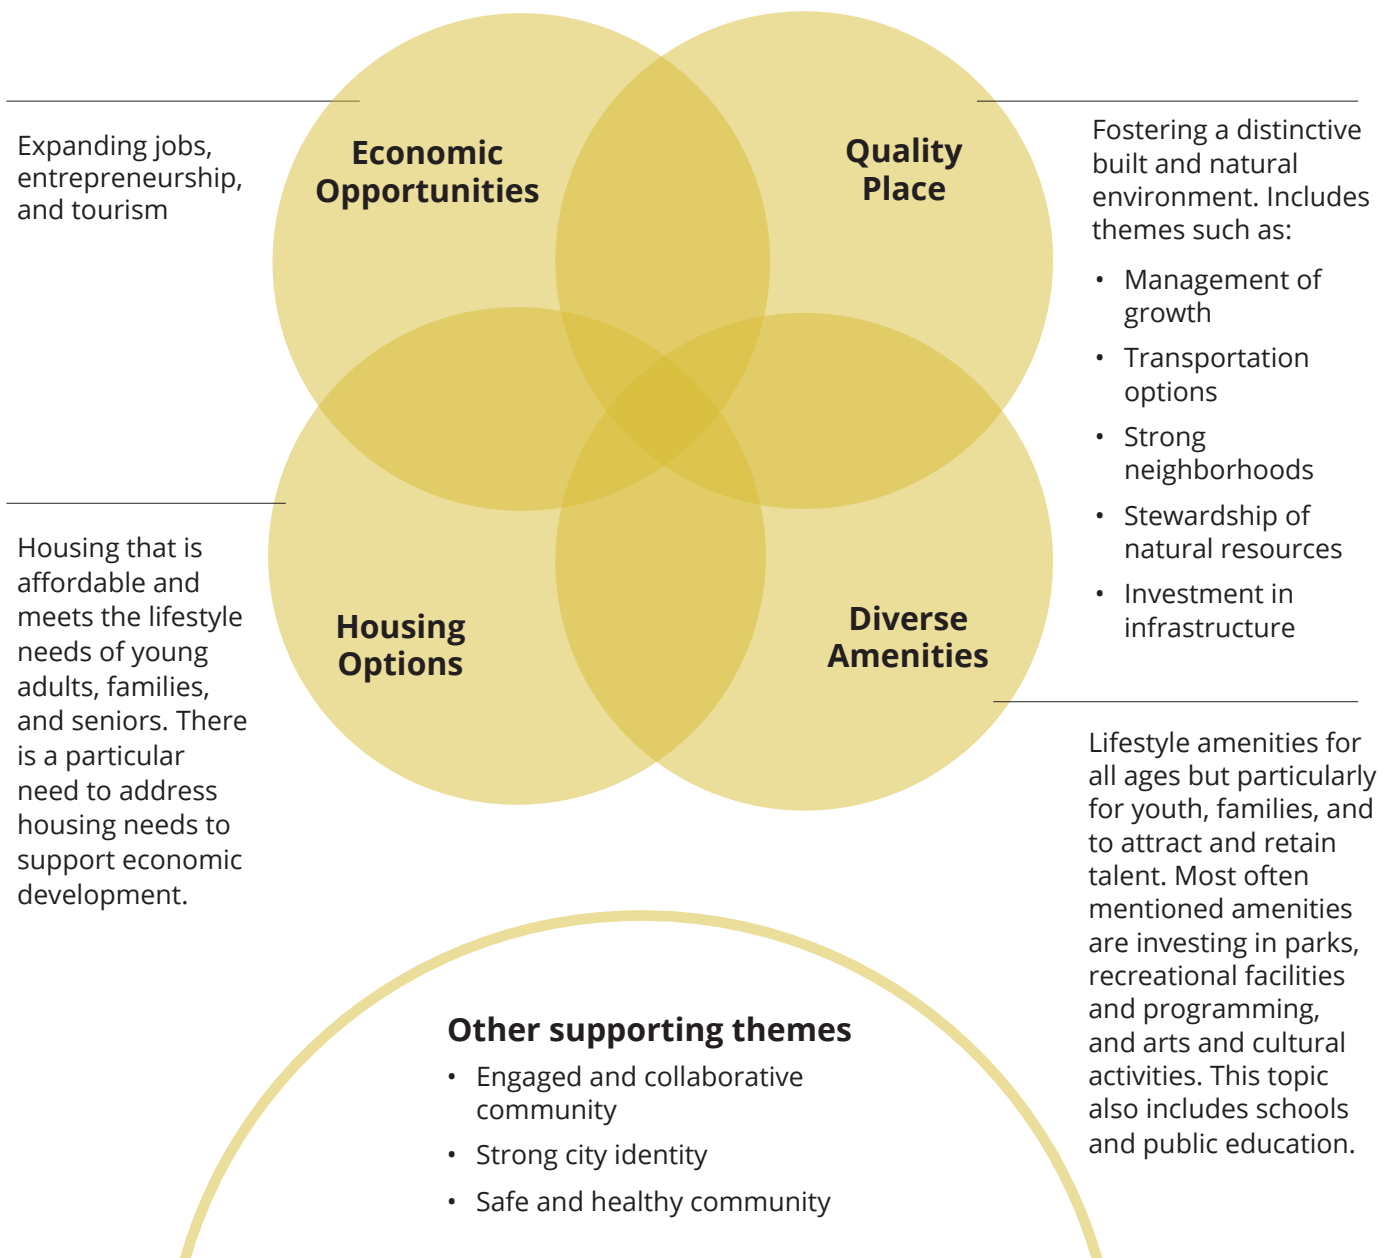 Economic
Opportunities
Expanding jobs,
entrepreneurship,
and tourism
Quality
Place
Fostering a distinctive
built and natural
environment. Includes
themes such as:
• Management of
growth
• Transportation
options
• Strong
neighborhoods
• Stewardship of
natural resources
• Investment in
infrastructure
Housing
Options
Housing that is
affordable and
meets the lifestyle
needs of young
adults, families,
and seniors. There
is a particular
need to address
housing needs to
support economic
development.
Diverse
Amenities
Lifestyle amenities for
all ages but particularly
for youth, families, and
to attract and retain
talent. Most often
mentioned amenities
are investing in parks,
recreational facilities
and programming,
and arts and cultural
activities. This topic
also includes schools
and public education.
Other supporting themes
• Engaged and collaborative
community
• Strong city identity
• Safe and healthy community